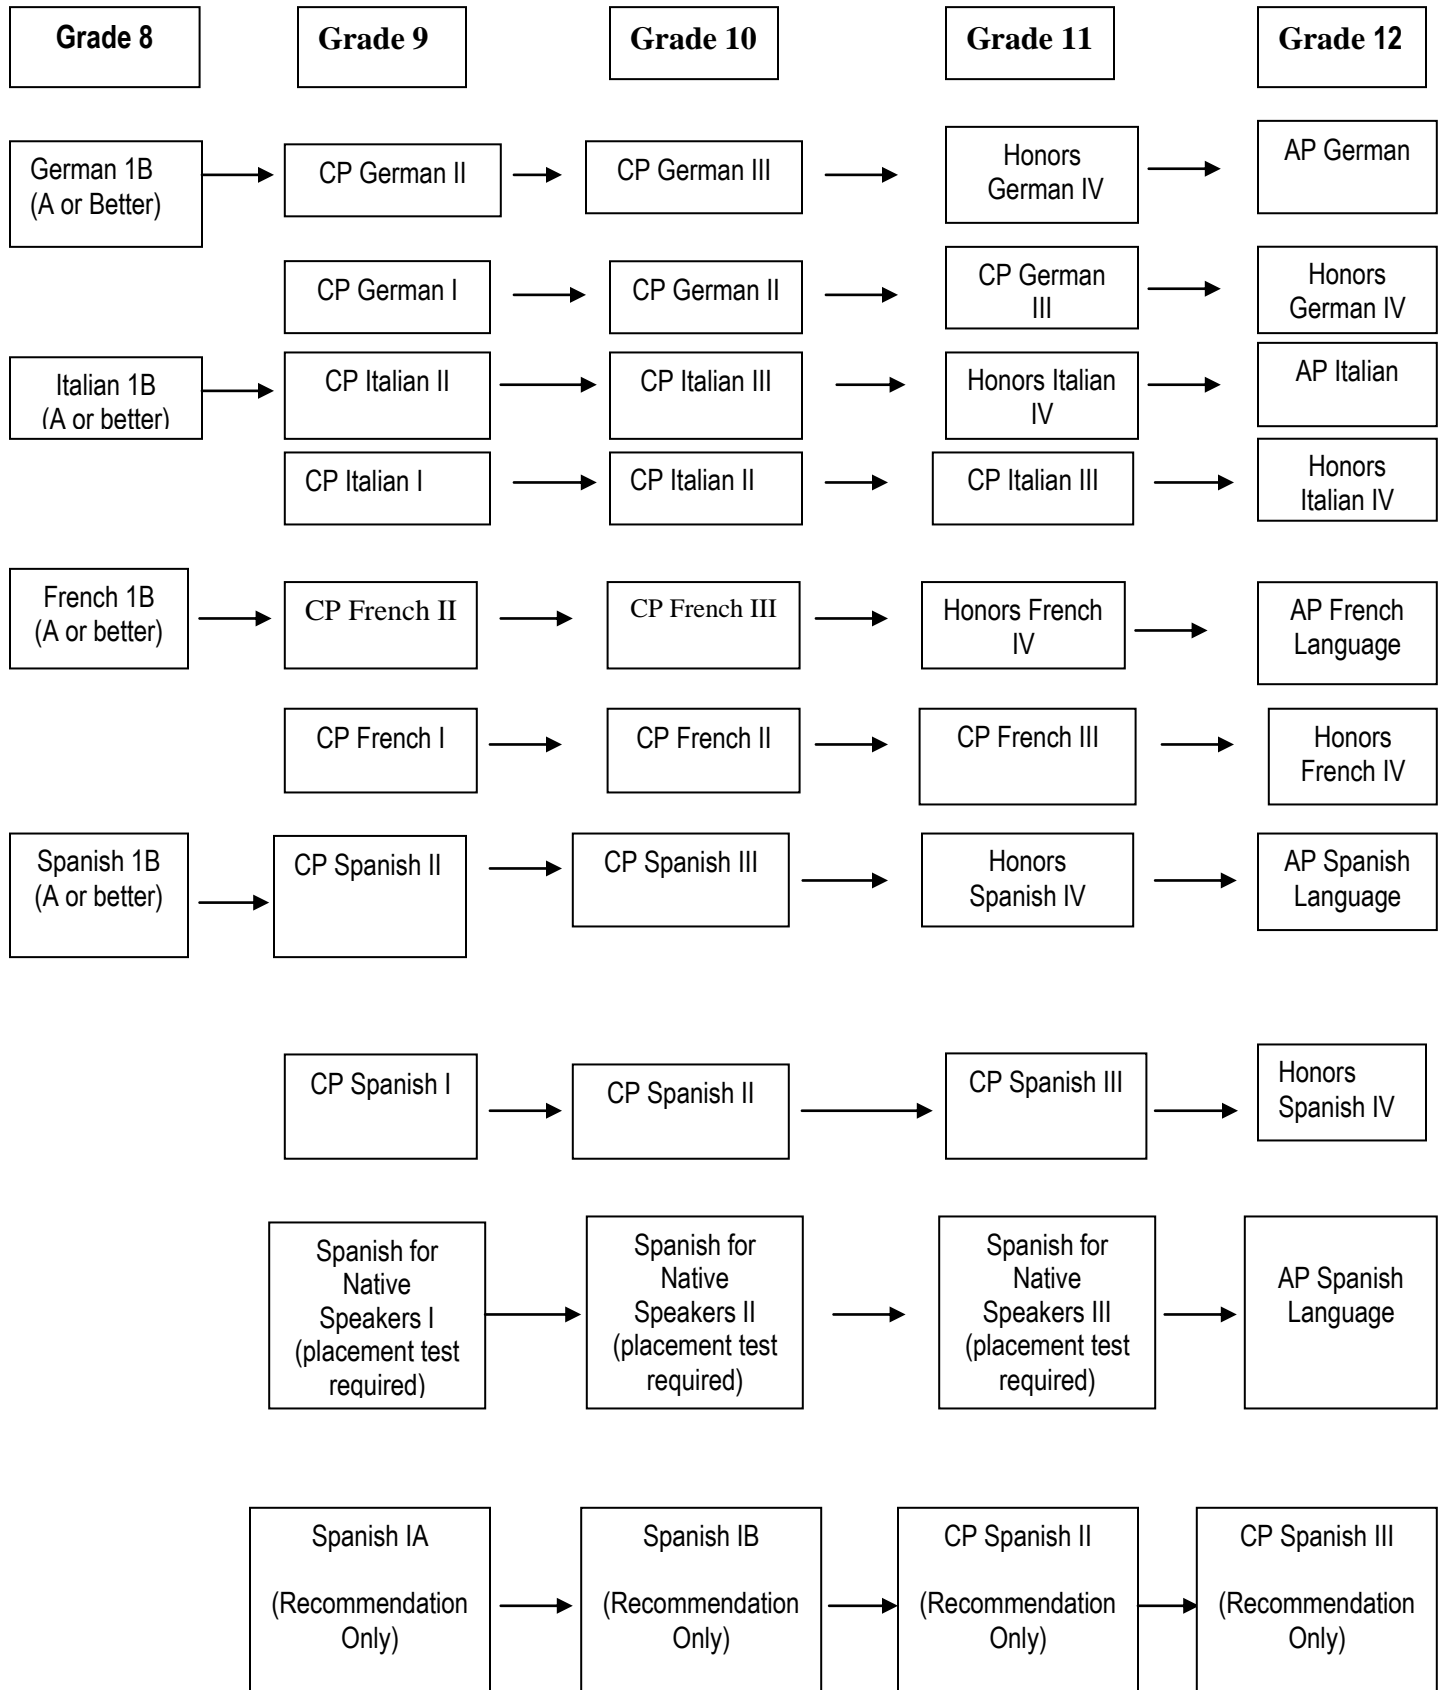 Grade 8
Grade 9
Grade 10
Grade 11
Grade 12
German 1B
(A or Better)
CP German II
CP German III
Honors
German IV
AP German
CP German I
CP German II
CP German
III
Honors
German IV
Italian 1B
(A or better)
CP Italian II
CP Italian III
Honors Italian
IV
AP Italian
CP Italian I
CP Italian II
CP Italian III
Honors
Italian IV
French 1B
(A or better)
CP French II
CP French III
Honors French
IV
AP French
Language
CP French I
CP French II
CP French III
Honors
French IV
Spanish 1B
(A or better)
CP Spanish II
CP Spanish III
Honors
Spanish IV
AP Spanish
Language
CP Spanish I
CP Spanish II
CP Spanish III
Honors
Spanish IV
Spanish for
Native
Speakers I
(placement test
required)
Spanish for
Native
Speakers II
(placement test
required)
Spanish for
Native
Speakers III
(placement test
required)
AP Spanish
Language
Spanish IA
(Recommendation
Only)
Spanish IB
(Recommendation
Only)
CP Spanish II
(Recommendation
Only)
CP Spanish III
(Recommendation
Only)